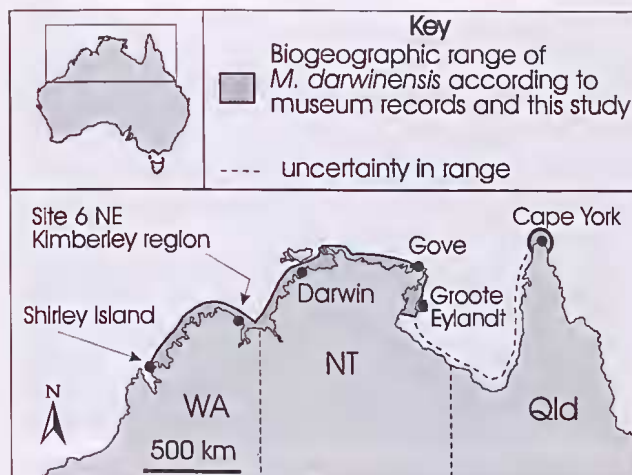 Key
Biogeographic range of
M. darwinensis according to
museum records and this study
uncertainty in range
Site 6 NE
Kimberley region
Cape York
Gove
Darwin
Groote
Eylandt
Shirley Island
N
NT
WA
Qld
500 km